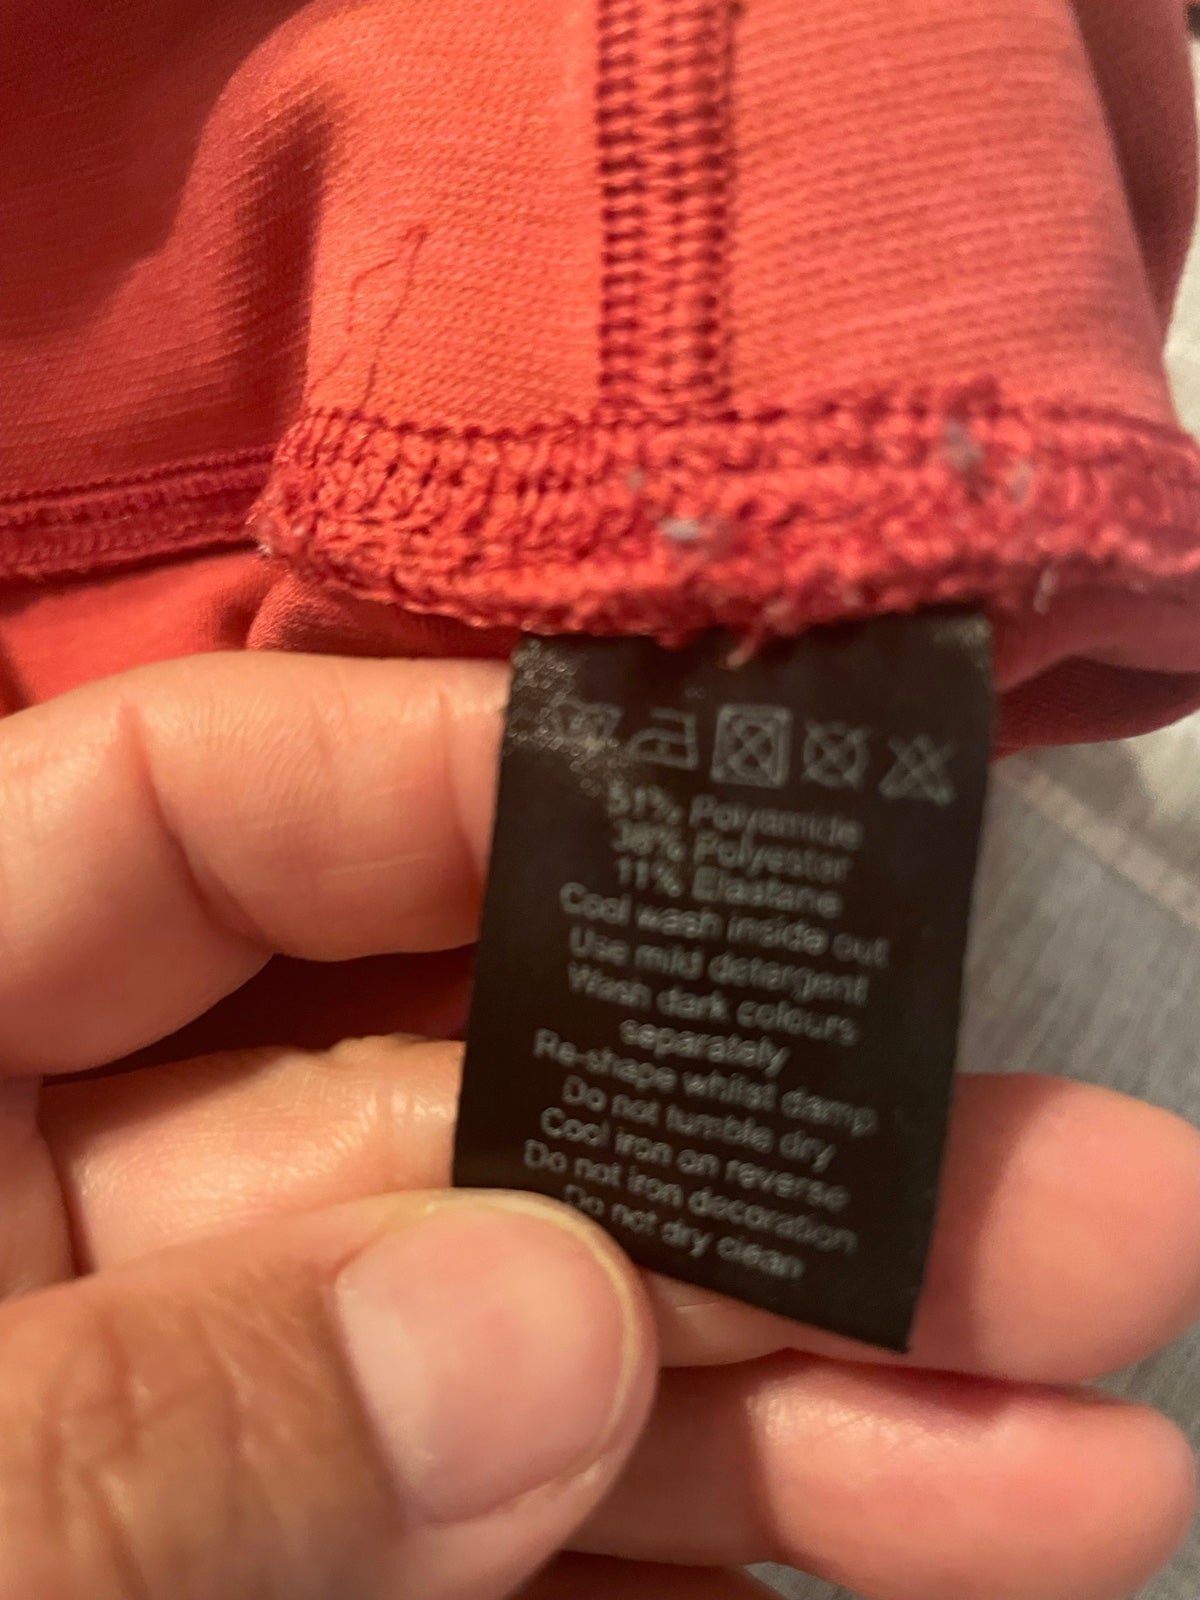 51% Polyamide
38% Polyester
11% Elastane
Cool wash inside out
Use mild detergent
Wash dark colours
separately
Re-shape whilst damp
Do not tumble dry
Cool iron on reverse
Do not iron decoration
Do not dry clean